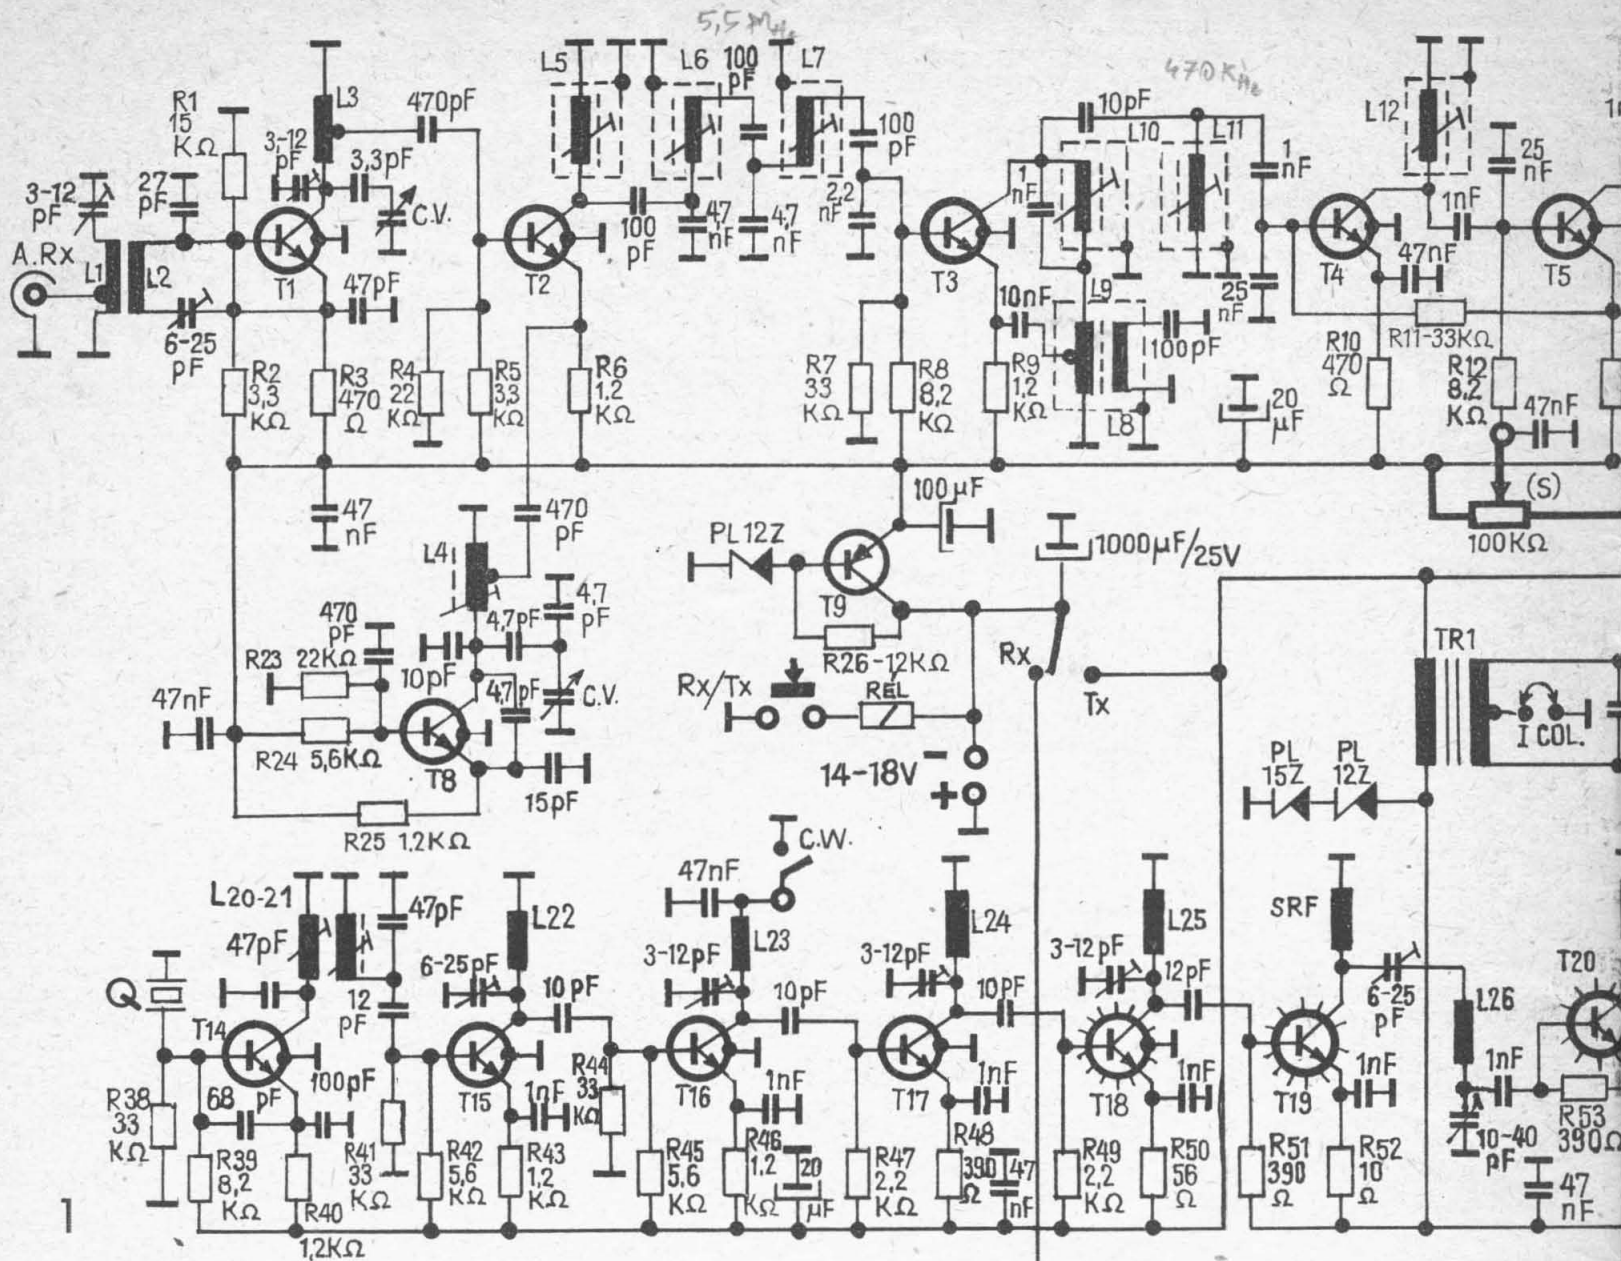 5,5 MHz
470 KHz
R1
15
KΩ
3-12
pF
L3
470pF
3,3pF
C.V.
3-12
pF
27
pF
A.Rx
L1
L2
6-25
pF
T1
47pF
R2
3,3
KΩ
R3
470
Ω
R4
22
KΩ
R5
3,3
KΩ
L5
L6
100
pF
L7
T2
100
pF
47
nF
47
nF
100
pF
2,2
nF
R6
1,2
KΩ
R7
33
KΩ
R8
8,2
KΩ
T3
10pF
1
nF
L10
L11
1
nF
10nF
L9
25
nF
100pF
L8
R9
1,2
KΩ
20
µF
L12
25
nF
1nF
T4
47nF
T5
R11-33KΩ
R10
470
Ω
R12
8,2
KΩ
47nF
(S)
100KΩ
47
nF
470
pF
L4
PL12Z
100µF
1000µF/25V
T9
R26-12KΩ
470
pF
4,7pF
4,7
pF
R23
22KΩ
10pF
4,7pF
C.V.
47nF
R24
5,6KΩ
T8
15pF
R25
1,2KΩ
Rx/Tx
REL
Rx
Tx
14-18V
-
+
TR1
I COL.
PL
15Z
PL
12Z
C.W.
47nF
L20-21
47pF
47pF
12
pF
Q
T14
68
pF
100pF
R38
33
KΩ
R39
8,2
KΩ
R40
1,2KΩ
R41
33
KΩ
6-25pF
L22
10pF
T15
1nF
R42
5,6
KΩ
R43
1,2
KΩ
R44
33
KΩ
3-12pF
L23
10pF
T16
1nF
R45
5,6
KΩ
R46
1,2
KΩ
20
µF
3-12pF
L24
10pF
T17
1nF
R47
2,2
KΩ
R48
390
Ω
47
nF
3-12pF
L25
12pF
T18
1nF
R49
2,2
KΩ
R50
56
Ω
SRF
6-25
pF
L26
T19
1nF
R51
390
Ω
R52
10
Ω
T20
1nF
10-40
pF
R53
390Ω
47
nF
1